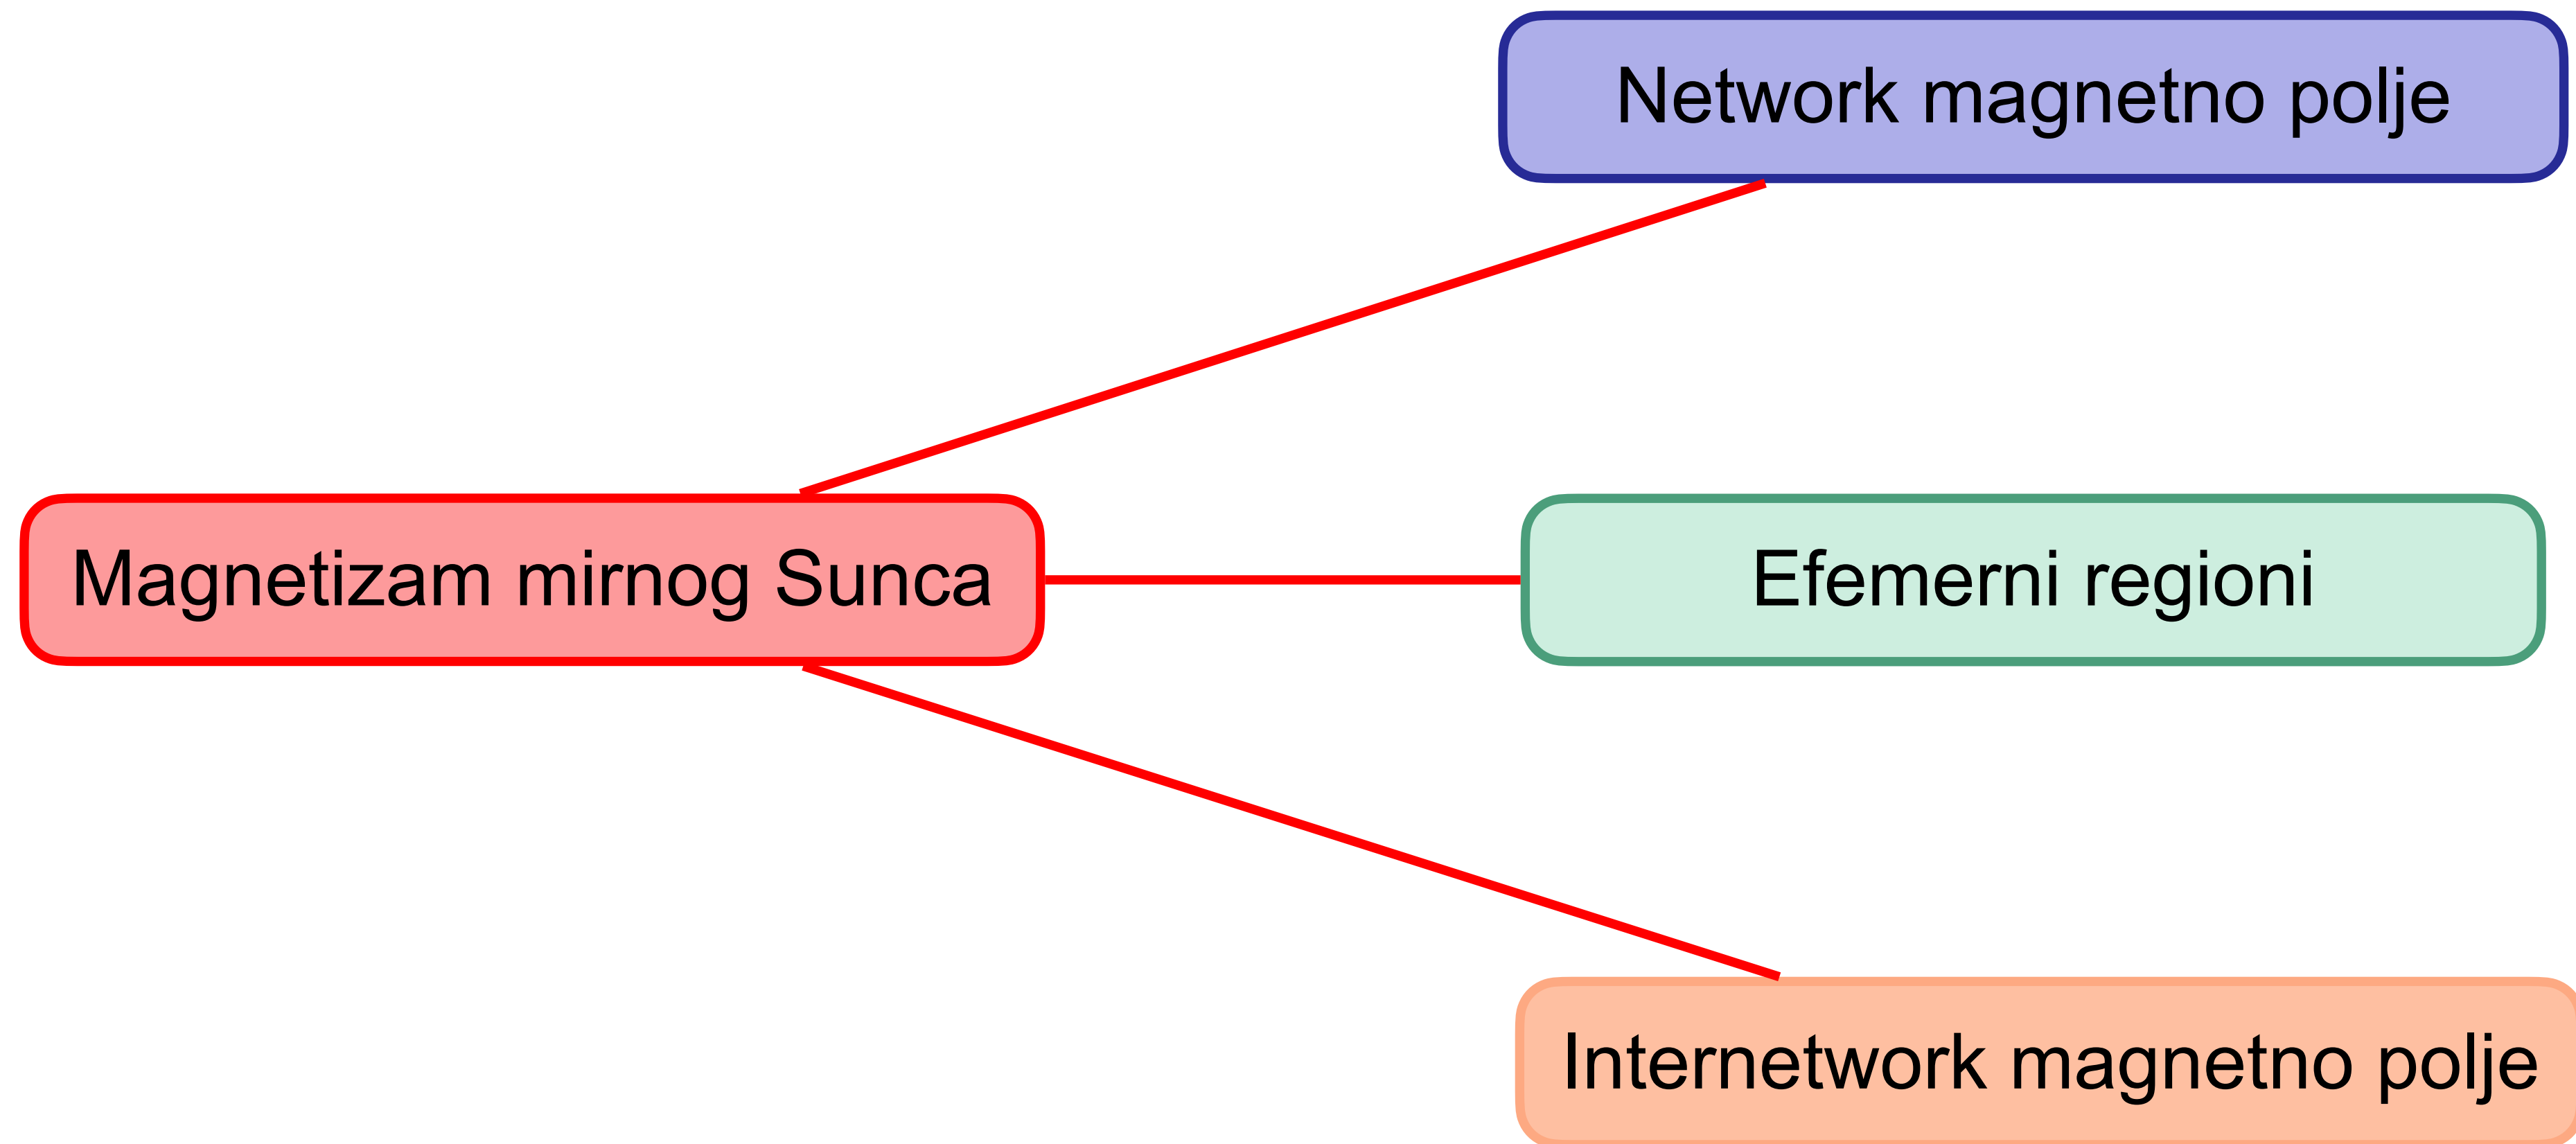 Network magnetno polje
Magnetizam mirnog Sunca
Efemerni regioni
Internetwork magnetno polje